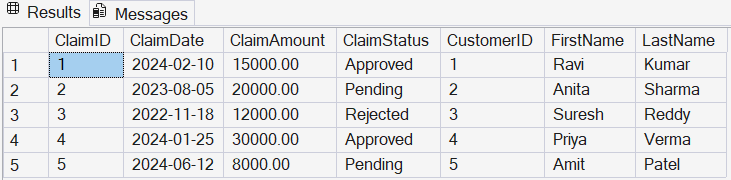 Results Messages
ClaimID ClaimDate ClaimAmount ClaimStatus CustomerID FirstName LastName
1 1 2024-02-10 15000.00 Approved 1 Ravi Kumar
2 2 2023-08-05 20000.00 Pending 2 Anita Sharma
3 3 2022-11-18 12000.00 Rejected 3 Suresh Reddy
4 4 2024-01-25 30000.00 Approved 4 Priya Verma
5 5 2024-06-12 8000.00 Pending 5 Amit Patel